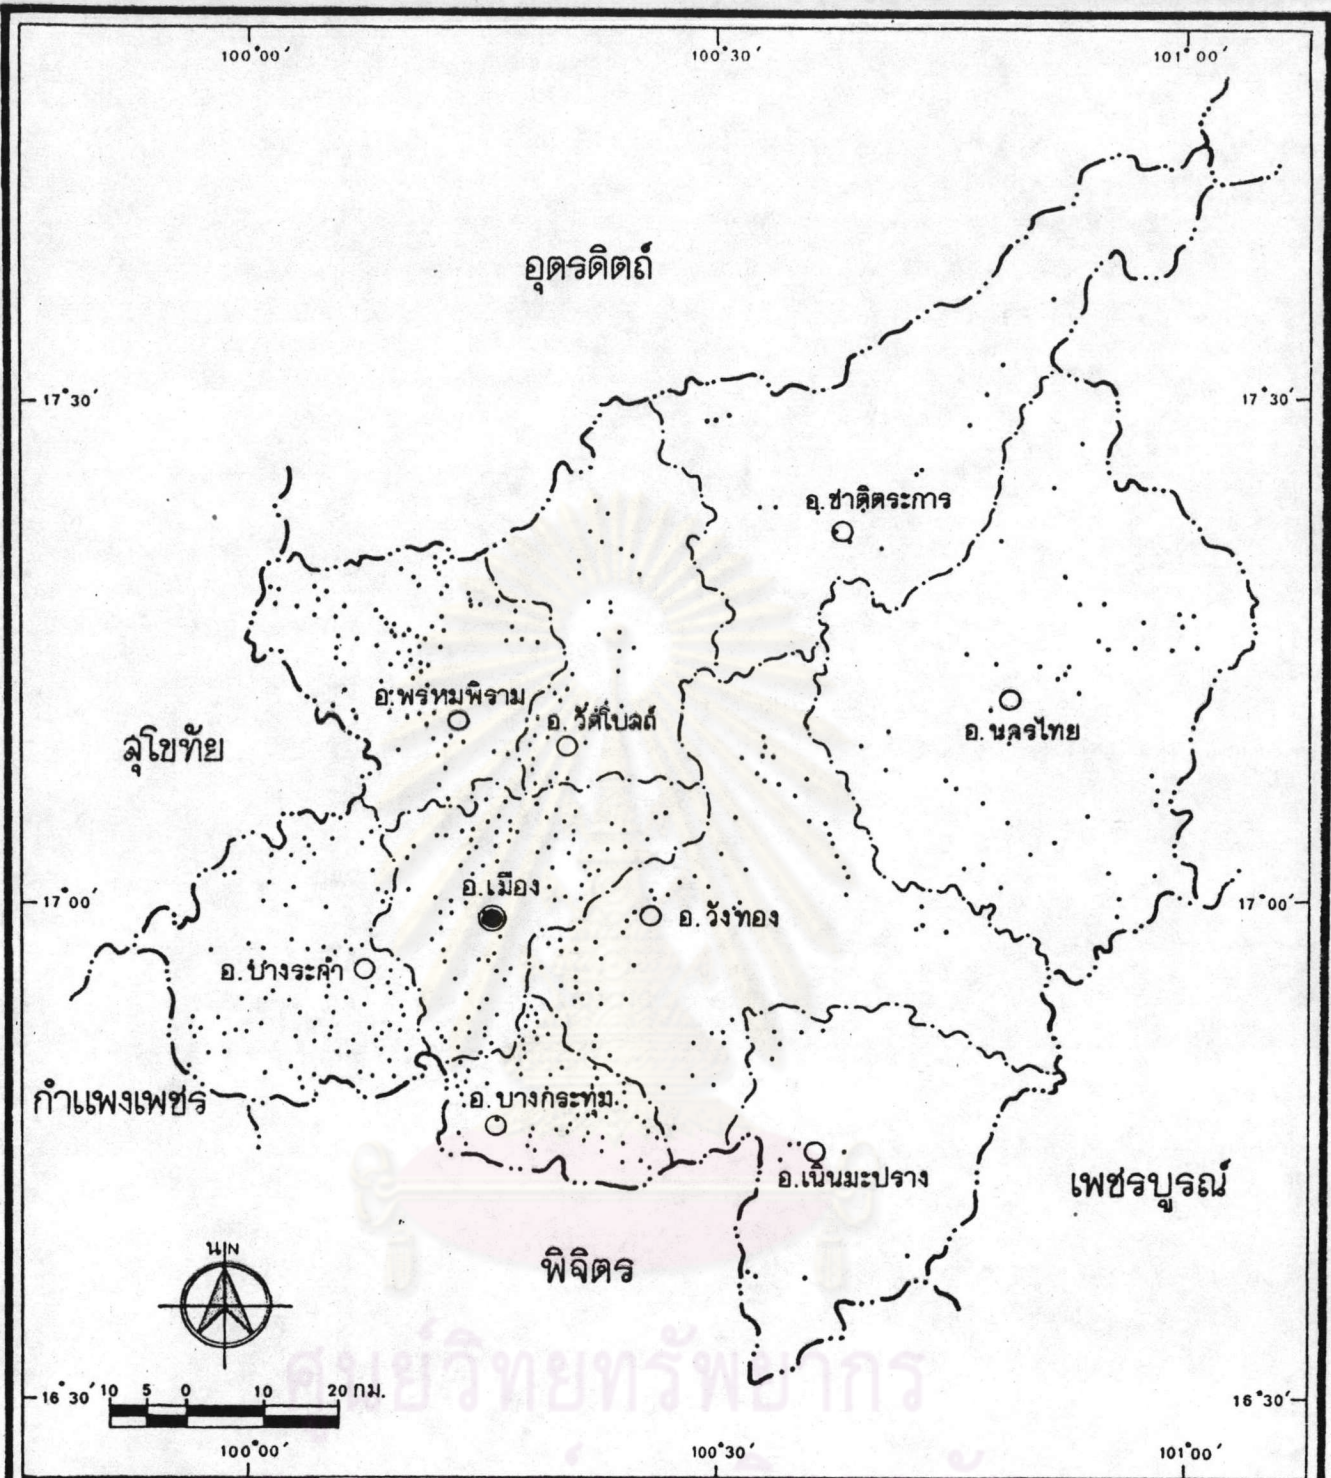 100°00′ 100°30′ 101°00′
อุตรดิตถ์
17°30′ 17°30′
อ.ชาติตระการ
อ.พรหมพิราม
อ.วัดโบสถ์
อ.นครไทย
สุโขทัย
อ.เมือง
17°00′ 17°00′
อ.วังทอง
อ.บางระกำ
กำแพงเพชร
อ.บางกระทุ่ม
อ.เนินมะปราง
เพชรบูรณ์
น N
พิจิตร
ศูนย์วิทยทรัพยากร
10 5 0 10 20 กม.
16°30′ 16°30′
100°00′ 100°30′ 101°00′